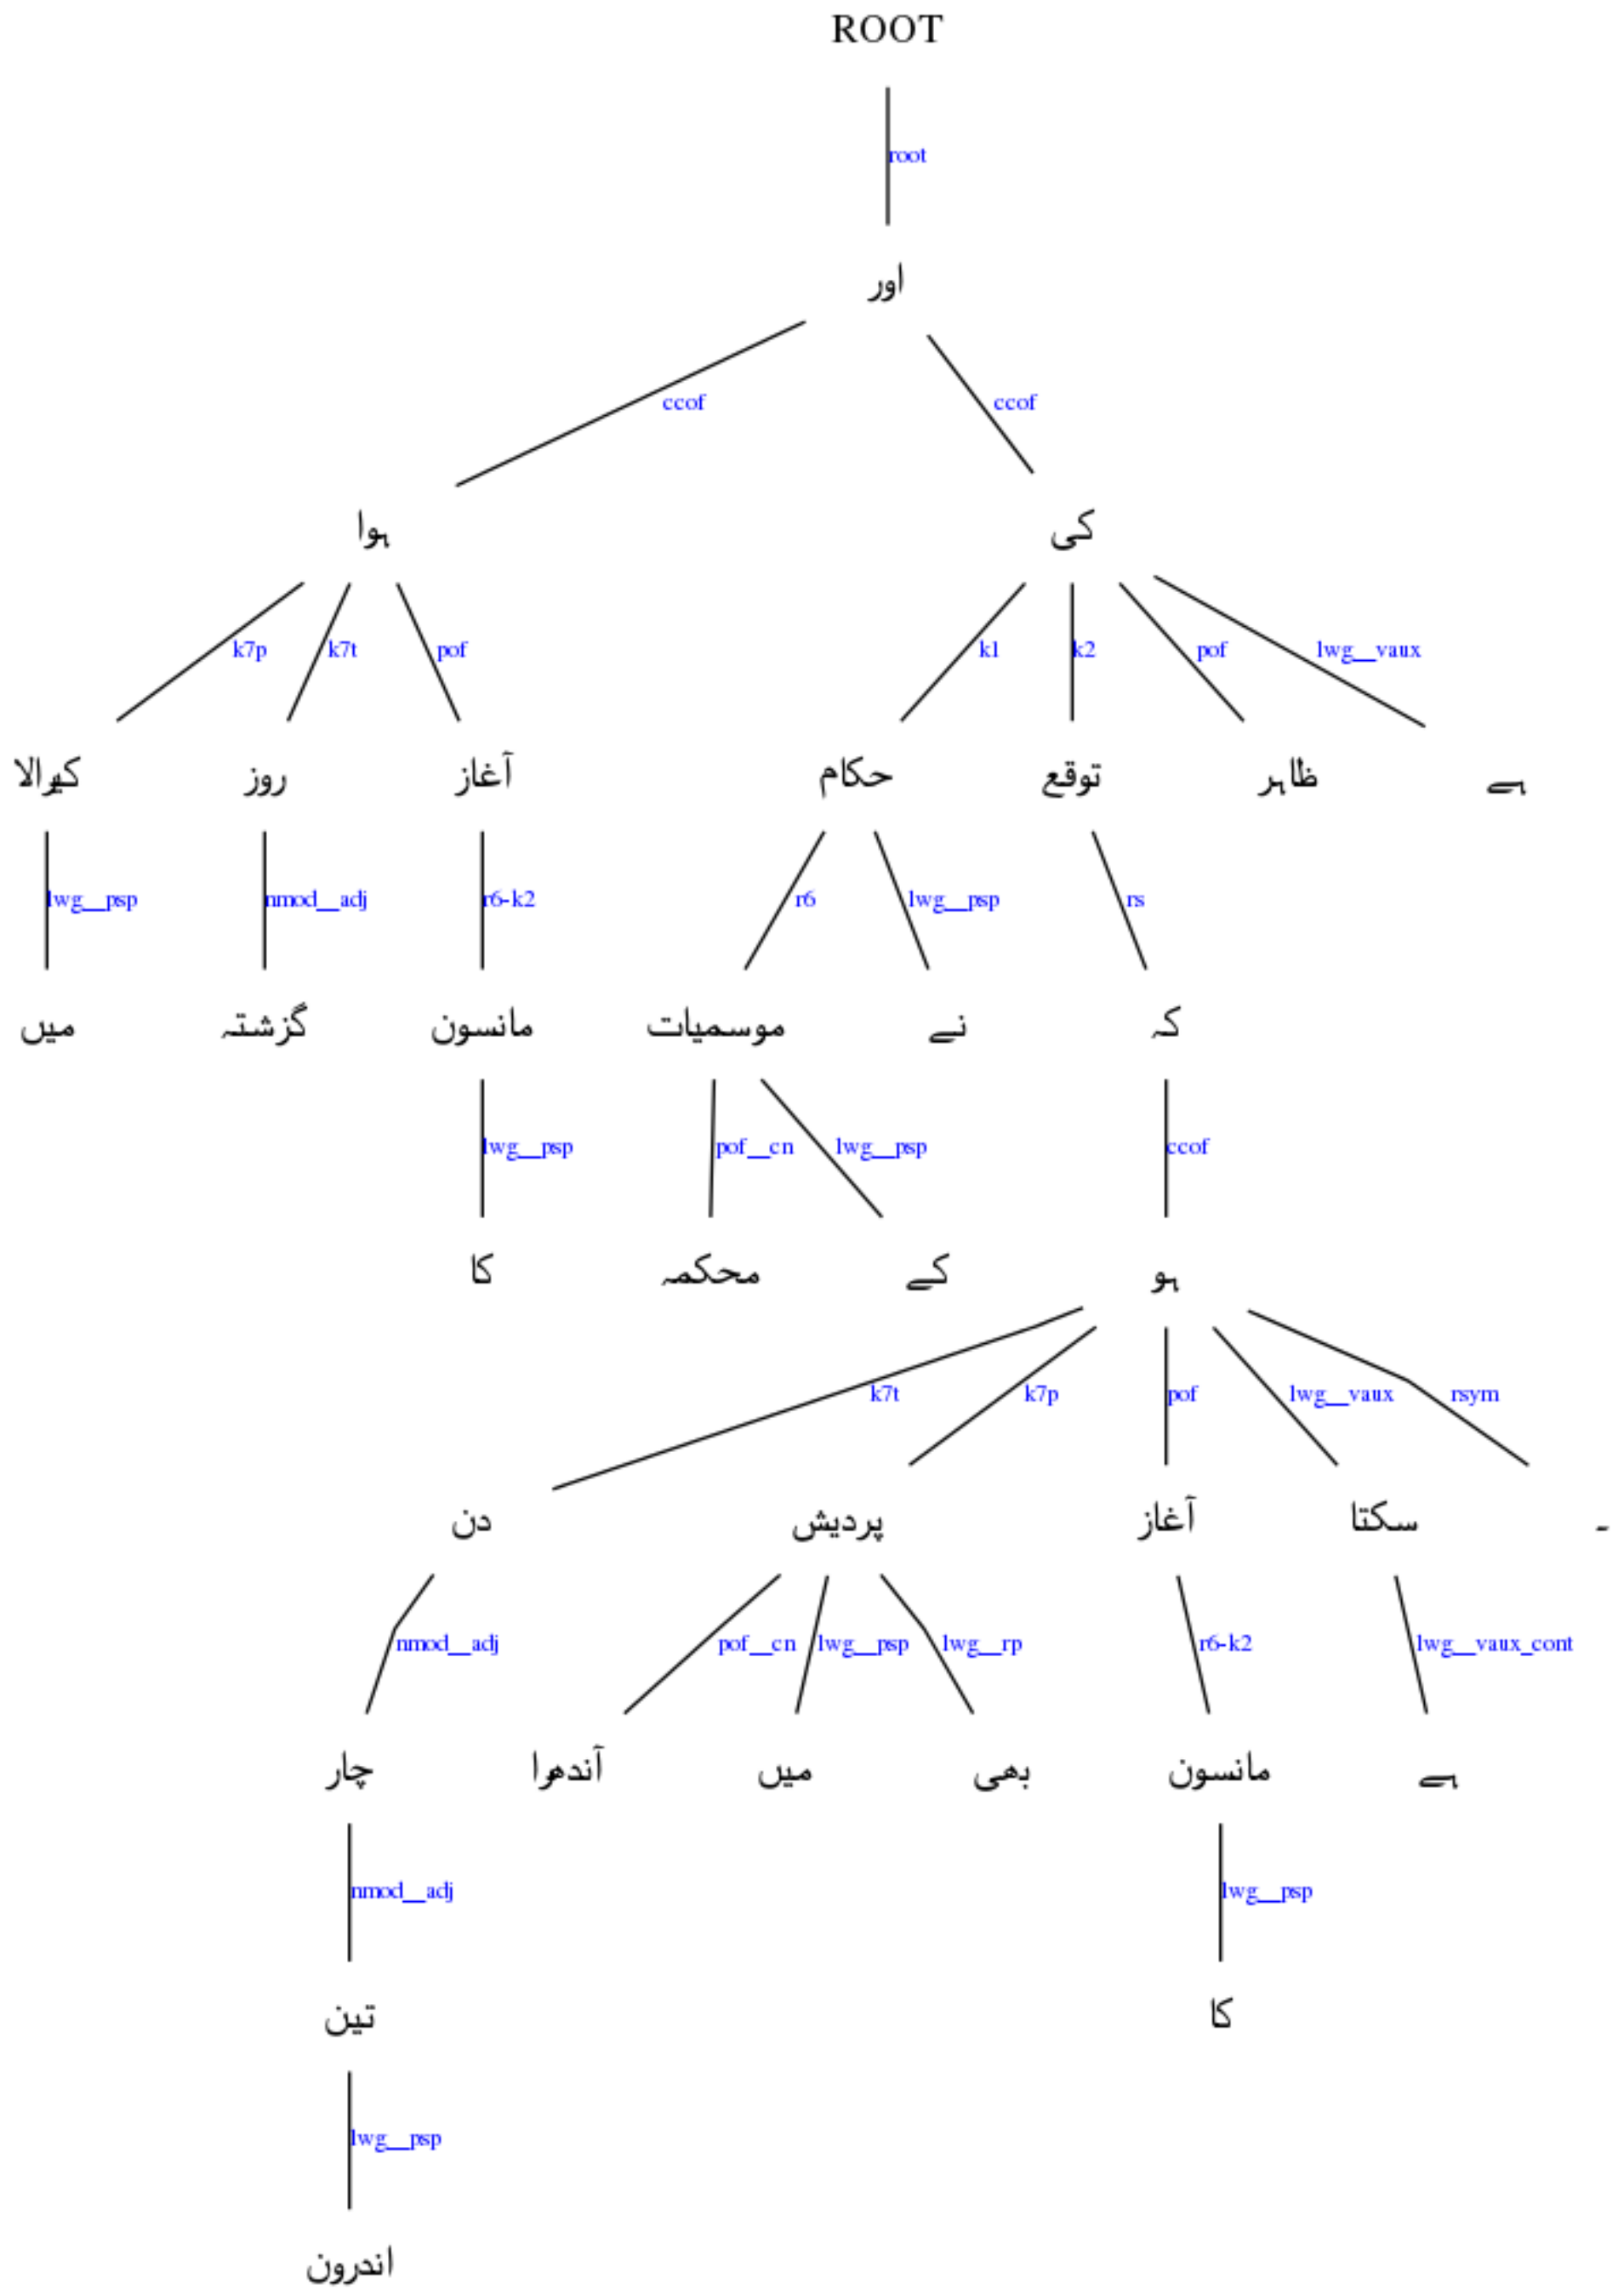 ROOT
root
اور
ccof ccof
ہوا کی
k7p k7t pof k1 k2 pof lwg__vaux
کیرالا روز آغاز حکام توقع ظاہر ہے
lwg__psp nmod__adj r6-k2 r6 lwg__psp rs
میں گزشتہ مانسون موسمیات نے کہ
lwg__psp pof__cn lwg__psp ccof
کا محکمہ کے ہو
k7t k7p pof lwg__vaux rsym
دن پردیش آغاز سکتا ۔
nmod__adj pof__cn lwg__psp lwg__rp r6-k2 lwg__vaux_cont
چار آندھرا میں بھی مانسون ہے
nmod__adj lwg__psp
تین کا
lwg__psp
اندرون